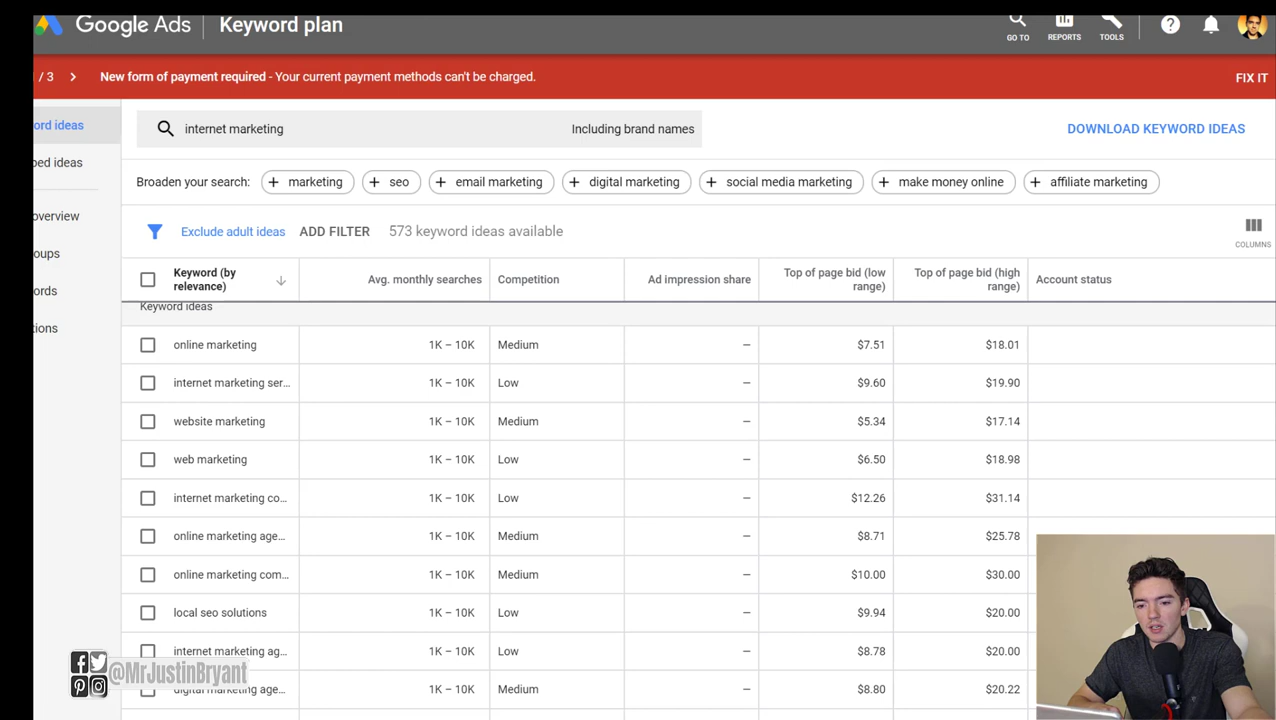 Google Ads Keyword plan
GO TO REPORTS TOOLS
/ 3 New form of payment required - Your current payment methods can't be charged. FIX IT
ord ideas
internet marketing Including brand names
DOWNLOAD KEYWORD IDEAS
ped ideas
Broaden your search: + marketing + seo + email marketing + digital marketing + social media marketing + make money online + affiliate marketing
overview
Exclude adult ideas ADD FILTER 573 keyword ideas available
COLUMNS
oups
ords
tions
Keyword (by relevance) Avg. monthly searches Competition Ad impression share Top of page bid (low range) Top of page bid (high range) Account status
Keyword ideas
online marketing 1K – 10K Medium – $7.51 $18.01
internet marketing ser... 1K – 10K Low – $9.60 $19.90
website marketing 1K – 10K Medium – $5.34 $17.14
web marketing 1K – 10K Low – $6.50 $18.98
internet marketing co... 1K – 10K Low – $12.26 $31.14
online marketing age... 1K – 10K Medium – $8.71 $25.78
online marketing com... 1K – 10K Medium – $10.00 $30.00
local seo solutions 1K – 10K Low – $9.94 $20.00
internet marketing ag... 1K – 10K Low – $8.78 $20.00
digital marketing age... 1K – 10K Medium – $8.80 $20.22
@MrJustinBryant